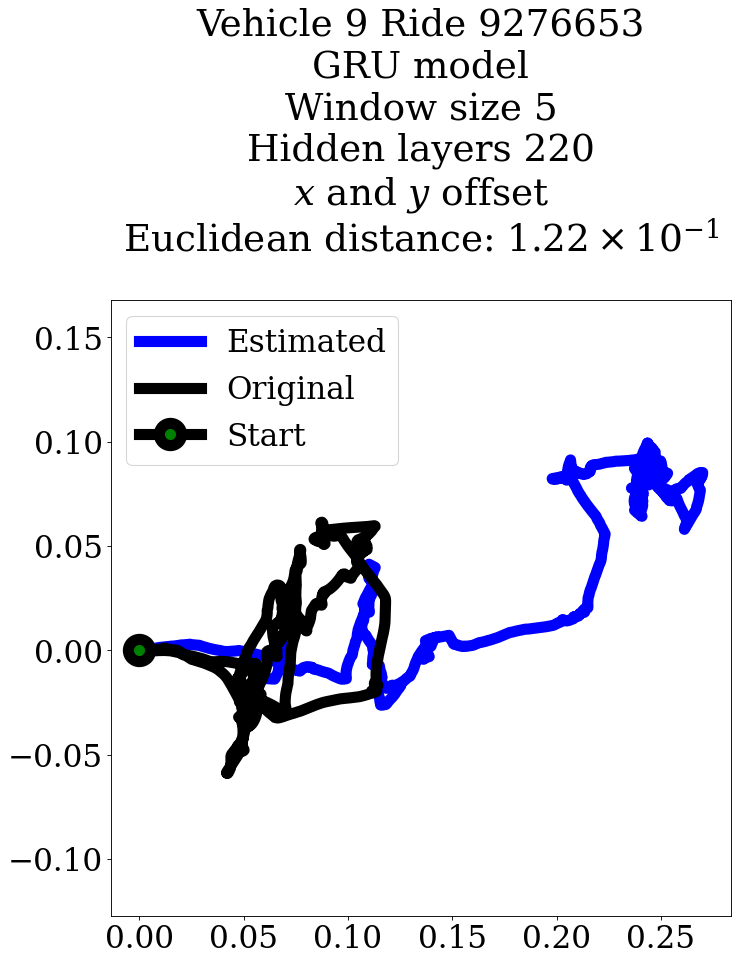 Vehicle 9 Ride 9276653
GRU model
Window size 5
Hidden layers 220
x and y offset
Euclidean distance: 1.22 × 10⁻¹
Estimated
Original
Start
0.15
0.10
0.05
0.00
−0.05
−0.10
0.00 0.05 0.10 0.15 0.20 0.25